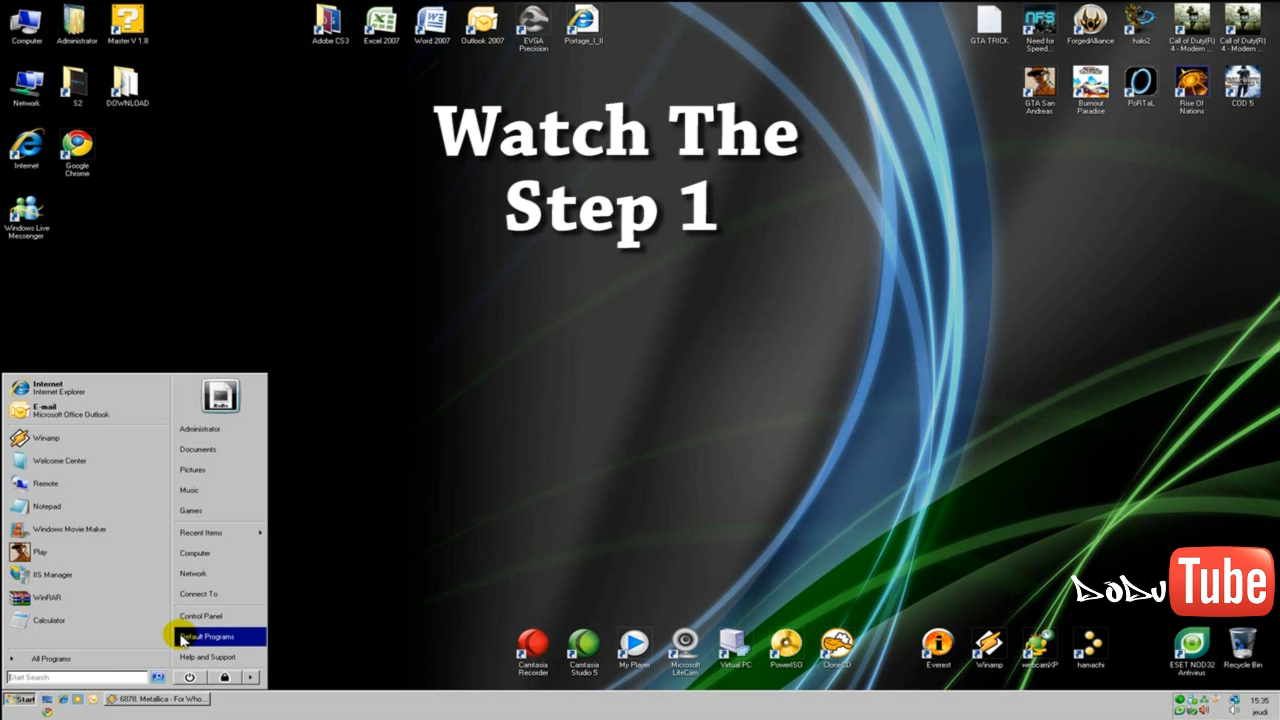 Computer
Administrator
Master V 1.8
Adobe CS3
Excel 2007
Word 2007
Outlook 2007
EVGA
Precision
Portage_I_II
GTA TRICK
Need for
Speed...
ForgedAlliance
halo2
Call of Duty(R)
4 - Modern ...
Call of Duty(R)
4 - Modern ...
Network
S2
DOWNLOAD
GTA San
Andreas
Burnout
Paradise
PoRTaL
Rise Of
Nations
COD 5
Internet
Google
Chrome
Windows Live
Messenger
Watch The
Step 1
Internet
Internet Explorer
E-mail
Microsoft Office Outlook
Winamp
Welcome Center
Remote
Notepad
Windows Movie Maker
Play
IIS Manager
WinRAR
Calculator
All Programs
Start Search
Administrator
Documents
Pictures
Music
Games
Recent Items
Computer
Network
Connect To
Control Panel
Default Programs
Help and Support
DoDu Tube
Camtasia
Recorder
Camtasia
Studio 5
My Player
Microsoft
LifeCam
Virtual PC
PowerISO
CloneCD
Everest
Winamp
webcamXP
hamachi
ESET NOD32
Antivirus
Recycle Bin
Start
6878. Metallica - For Who...
15:35
jeudi